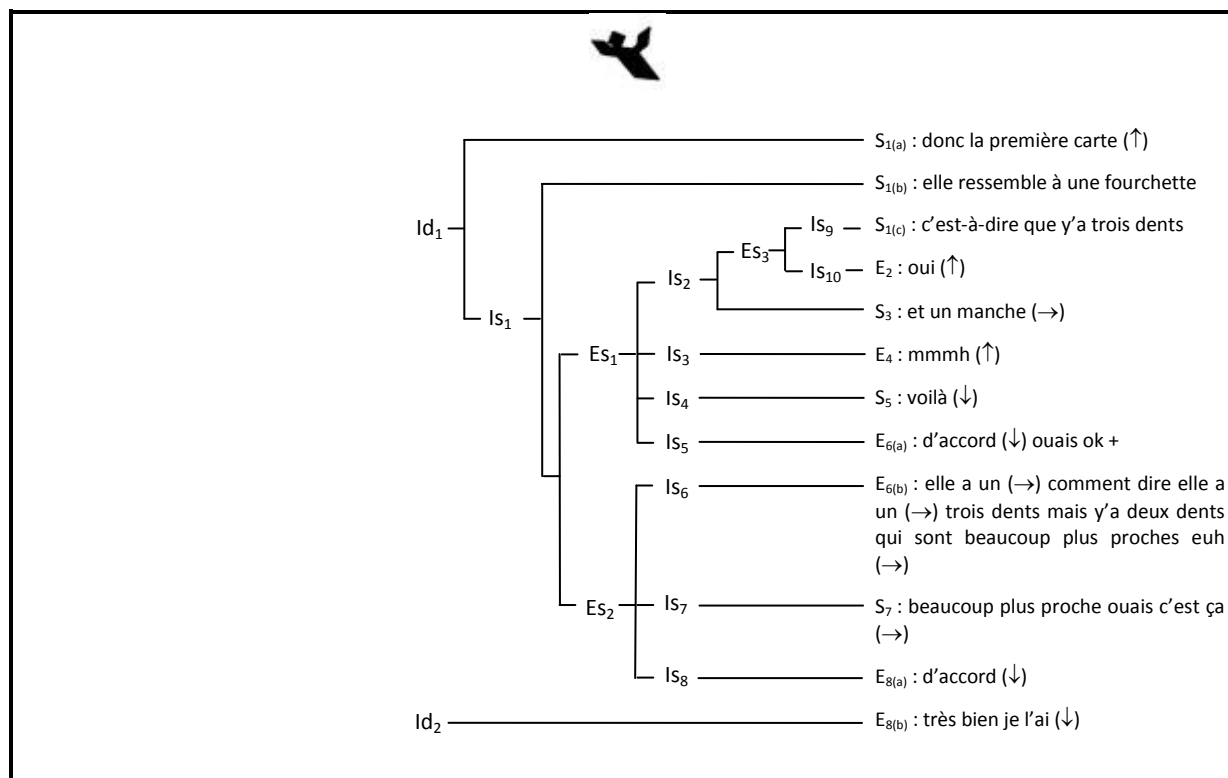 S1(a) : donc la première carte (↑)
S1(b) : elle ressemble à une fourchette
Id1
Is9
S1(c) : c'est-à-dire que y'a trois dents
Es3
Is10
E2 : oui (↑)
Is2
S3 : et un manche (→)
Is1
Es1
Is3
E4 : mmmh (↑)
Is4
S5 : voilà (↓)
Is5
E6(a) : d'accord (↓) ouais ok +
Is6
E6(b) : elle a un (→) comment dire elle a
un (→) trois dents mais y'a deux dents
qui sont beaucoup plus proches euh
(→)
Es2
Is7
S7 : beaucoup plus proche ouais c'est ça
(→)
Is8
E8(a) : d'accord (↓)
Id2
E8(b) : très bien je l'ai (↓)